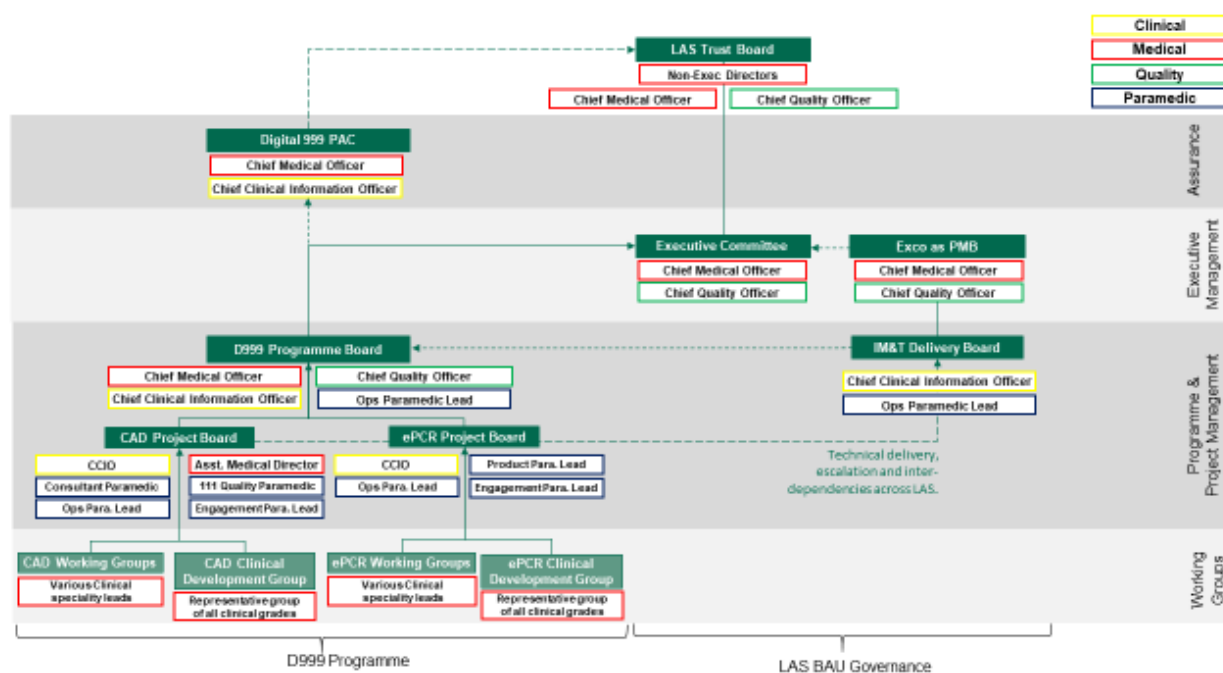 Clinical
Medical
Quality
Paramedic
LAS Trust Board
Non-Exec Directors
Chief Medical Officer
Chief Quality Officer
Assurance
Digital 999 PAC
Chief Medical Officer
Chief Clinical Information Officer
Executive
Management
Executive Committee
Chief Medical Officer
Chief Quality Officer
Exco as PMB
Chief Medical Officer
Chief Quality Officer
Programme &
Project Management
D999 Programme Board
Chief Medical Officer
Chief Quality Officer
Chief Clinical Information Officer
Ops Paramedic Lead
IM&T Delivery Board
Chief Clinical Information Officer
Ops Paramedic Lead
CAD Project Board
CCIO
Asst. Medical Director
Consultant Paramedic
111 Quality Paramedic
Ops Para. Lead
Engagement Para. Lead
ePCR Project Board
CCIO
Product Para. Lead
Ops Para. Lead
Engagement Para. Lead
Technical delivery,
escalation and inter-
dependencies across LAS.
Working
Groups
CAD Working Groups
Various Clinical
speciality leads
CAD Clinical
Development Group
Representative group
of all clinical grades
ePCR Working Groups
Various Clinical
speciality leads
ePCR Clinical
Development Group
Representative group
of all clinical grades
D999 Programme
LAS BAU Governance